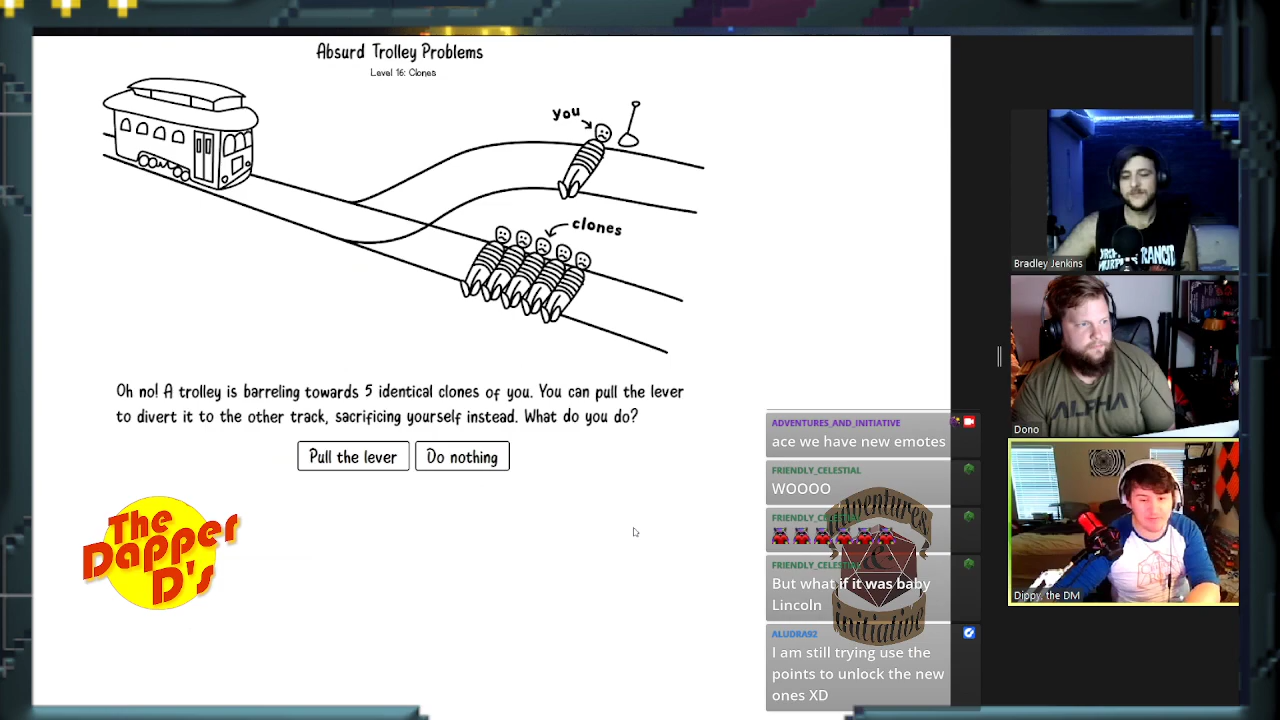 Absurd Trolley Problems
Level 16: Clones
you
clones
Oh no! A trolley is barreling towards 5 identical clones of you. You can pull the lever
to divert it to the other track, sacrificing yourself instead. What do you do?
Pull the lever
Do nothing
The
Dapper
D's
ADVENTURES_AND_INITIATIVE
ace we have new emotes
FRIENDLY_CELESTIAL
WOOOO
FRIENDLY_CELESTIAL
FRIENDLY_CELESTIAL
But what if it was baby
Lincoln
ALUDRA92
I am still trying use the
points to unlock the new
ones XD
Adventures
&
initiative
Bradley Jenkins
ALPHA
Dono
Dippy, the DM